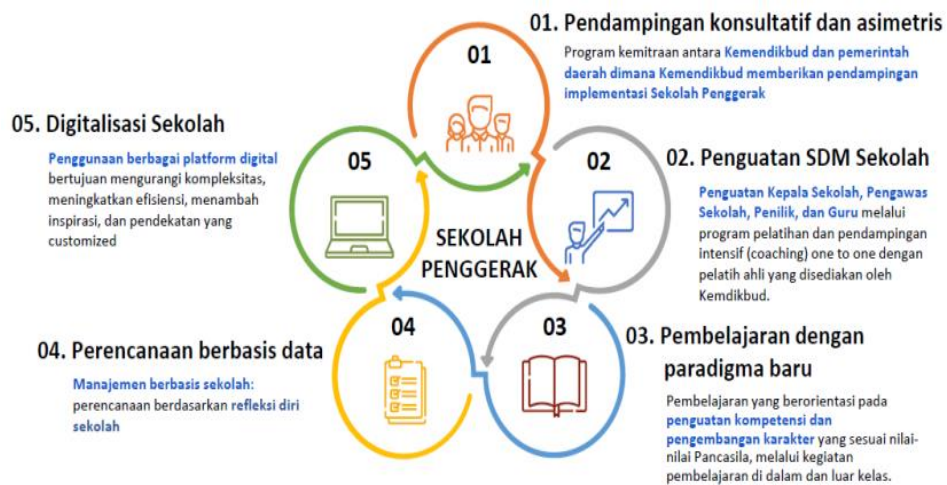 01. Pendampingan konsultatif dan asimetris
Program kemitraan antara Kemendikbud dan pemerintah
daerah dimana Kemendikbud memberikan pendampingan
implementasi Sekolah Penggerak
01
05. Digitalisasi Sekolah
Penggunaan berbagai platform digital
bertujuan mengurangi kompleksitas,
meningkatkan efisiensi, menambah
inspirasi, dan pendekatan yang
customized
05
02
02. Penguatan SDM Sekolah
Penguatan Kepala Sekolah, Pengawas
Sekolah, Penilik, dan Guru melalui
program pelatihan dan pendampingan
intensif (coaching) one to one dengan
pelatih ahli yang disediakan oleh
Kemdikbud.
SEKOLAH
PENGGERAK
04. Perencanaan berbasis data
Manajemen berbasis sekolah:
perencanaan berdasarkan refleksi diri
sekolah
04
03
03. Pembelajaran dengan
paradigma baru
Pembelajaran yang berorientasi pada
penguatan kompetensi dan
pengembangan karakter yang sesuai nilai-
nilai Pancasila, melalui kegiatan
pembelajaran di dalam dan luar kelas.